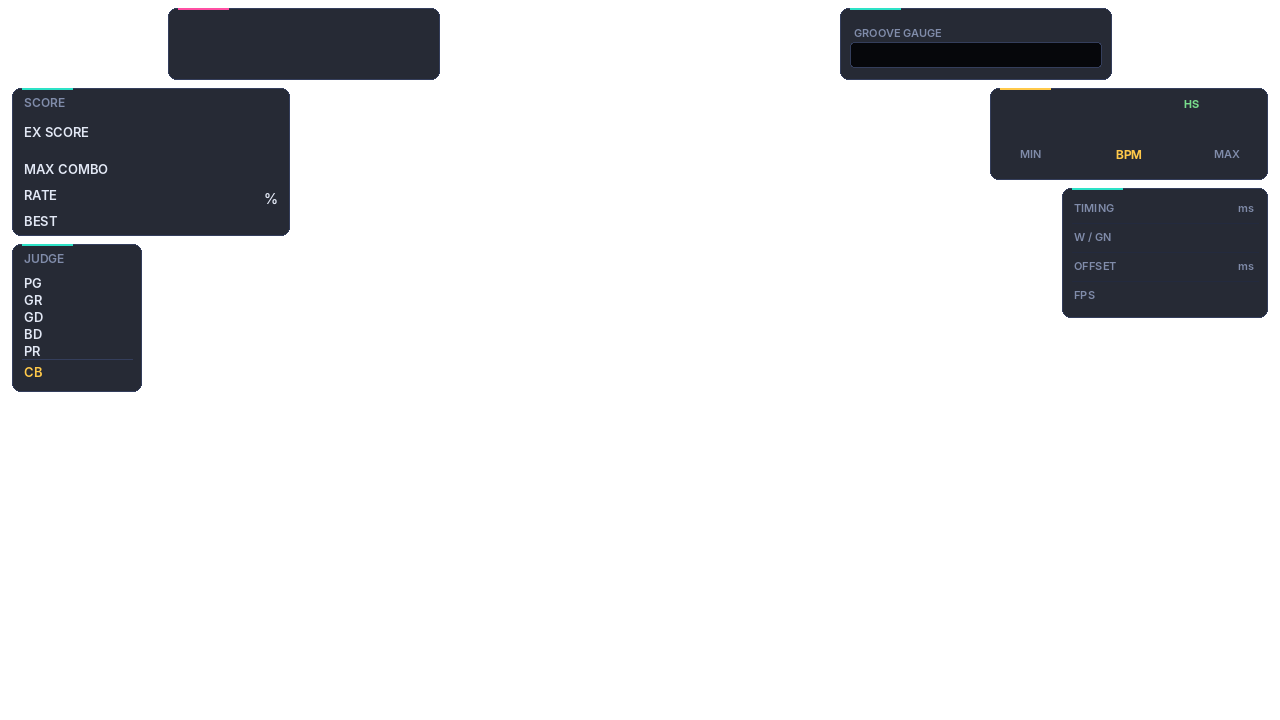 GROOVE GAUGE
SCORE
EX SCORE
MAX COMBO
RATE %
BEST
HS
MIN BPM MAX
TIMING ms
W / GN
OFFSET ms
FPS
JUDGE
PG
GR
GD
BD
PR
CB